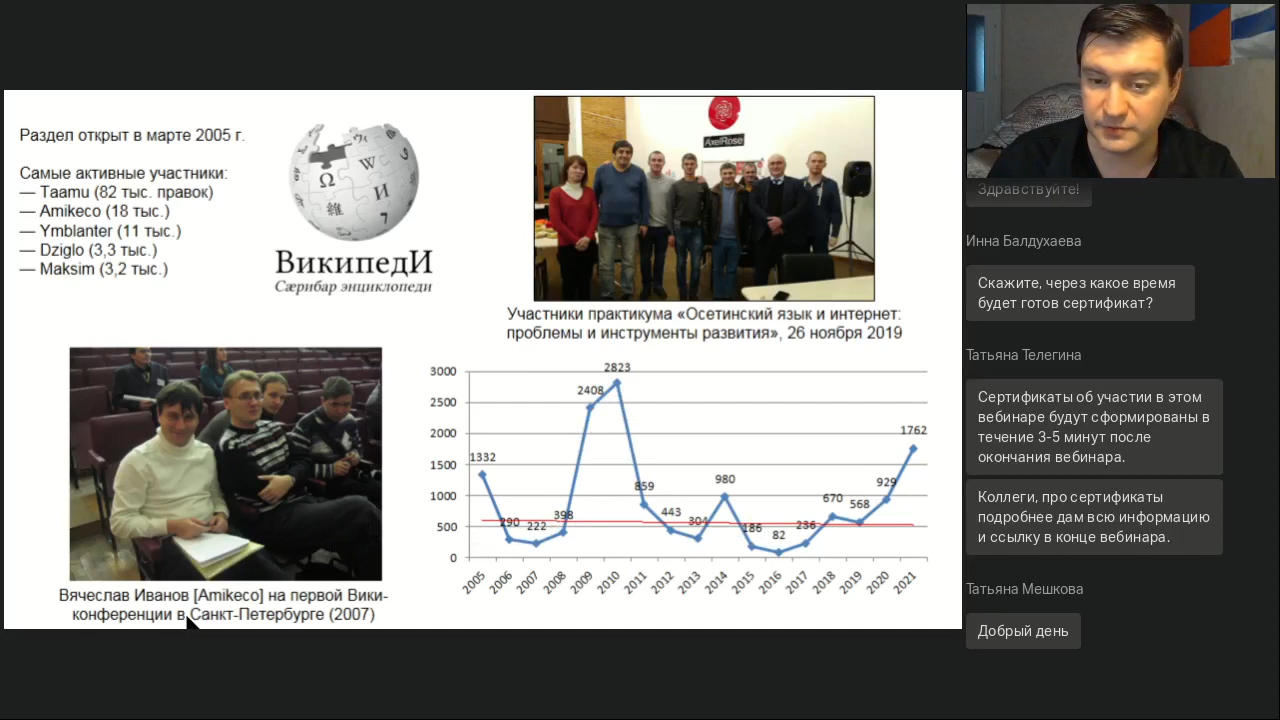 Раздел открыт в марте 2005 г.
Самые активные участники:
— Taamu (82 тыс. правок)
— Amikeco (18 тыс.)
— Ymblanter (11 тыс.)
— Dziglo (3,3 тыс.)
— Maksim (3,2 тыс.)
Ω
W
И
維
ВикипедИ
Сæрибар энциклопеди
AxelRose
Участники практикума «Осетинский язык и интернет:
проблемы и инструменты развития», 26 ноября 2019
Вячеслав Иванов [Amikeco] на первой Вики-
конференции в Санкт-Петербурге (2007)
3000
2500
2000
1500
1000
500
0
1332
290
222
398
2408
2823
859
443
304
980
186
82
236
670
568
929
1762
2005
2006
2007
2008
2009
2010
2011
2012
2013
2014
2015
2016
2017
2018
2019
2020
2021
Здравствуйте!
Инна Балдухаева
Скажите, через какое время
будет готов сертификат?
Татьяна Телегина
Сертификаты об участии в этом
вебинаре будут сформированы в
течение 3-5 минут после
окончания вебинара.
Коллеги, про сертификаты
подробнее дам всю информацию
и ссылку в конце вебинара.
Татьяна Мешкова
Добрый день